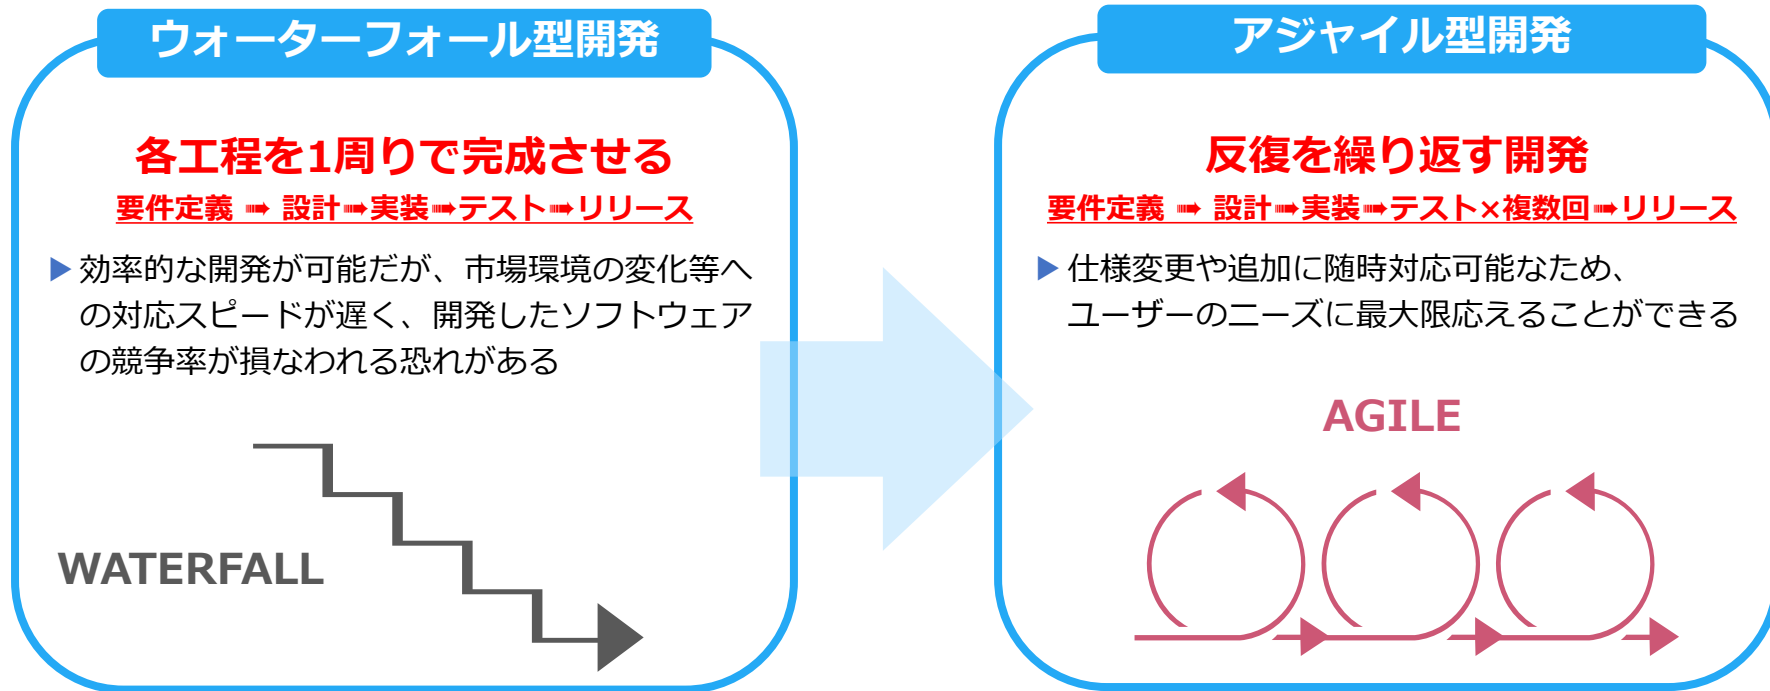 ウォーターフォール型開発
各工程を1周りで完成させる
要件定義 ➠ 設計➠実装➠テスト➠リリース
▶効率的な開発が可能だが、市場環境の変化等へ
の対応スピードが遅く、開発したソフトウェア
の競争率が損なわれる恐れがある
WATERFALL
アジャイル型開発
反復を繰り返す開発
要件定義 ➠ 設計➠実装➠テスト×複数回➠リリース
▶仕様変更や追加に随時対応可能なため、
ユーザーのニーズに最大限応えることができる
AGILE